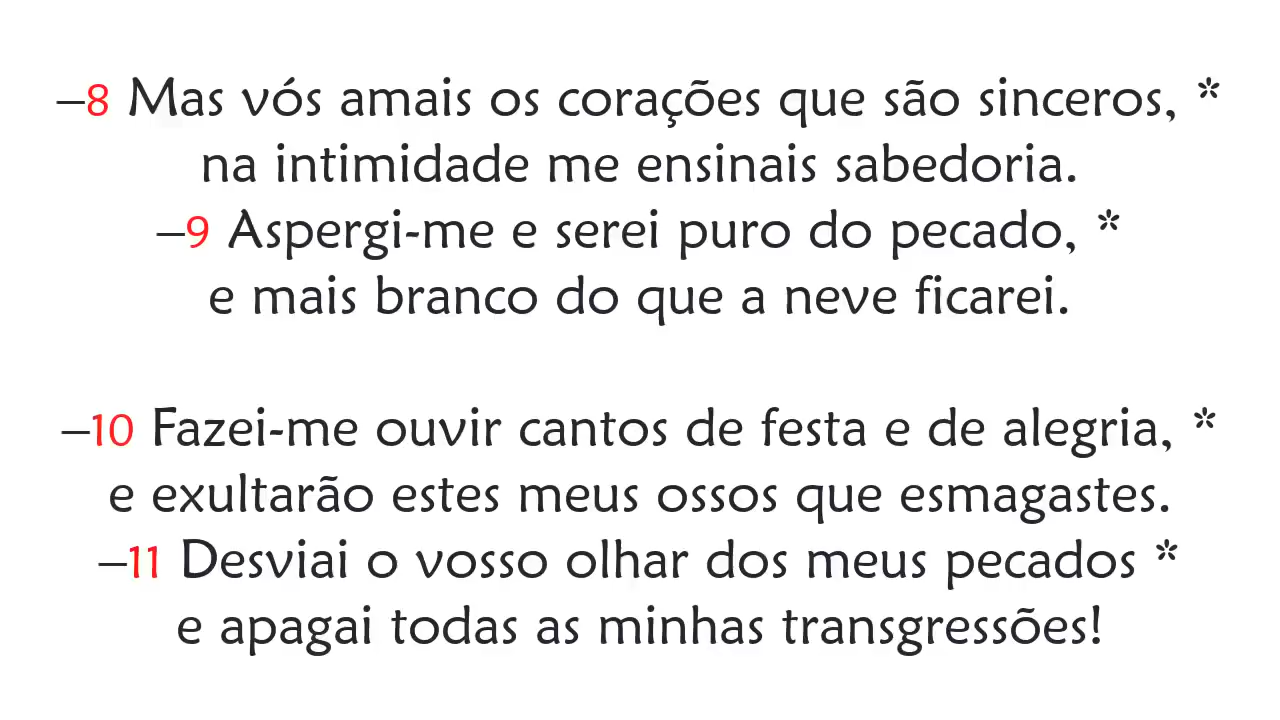 –8 Mas vós amais os corações que são sinceros, *
na intimidade me ensinais sabedoria.
–9 Aspergi-me e serei puro do pecado, *
e mais branco do que a neve ficarei.
–10 Fazei-me ouvir cantos de festa e de alegria, *
e exultarão estes meus ossos que esmagastes.
–11 Desviai o vosso olhar dos meus pecados *
e apagai todas as minhas transgressões!